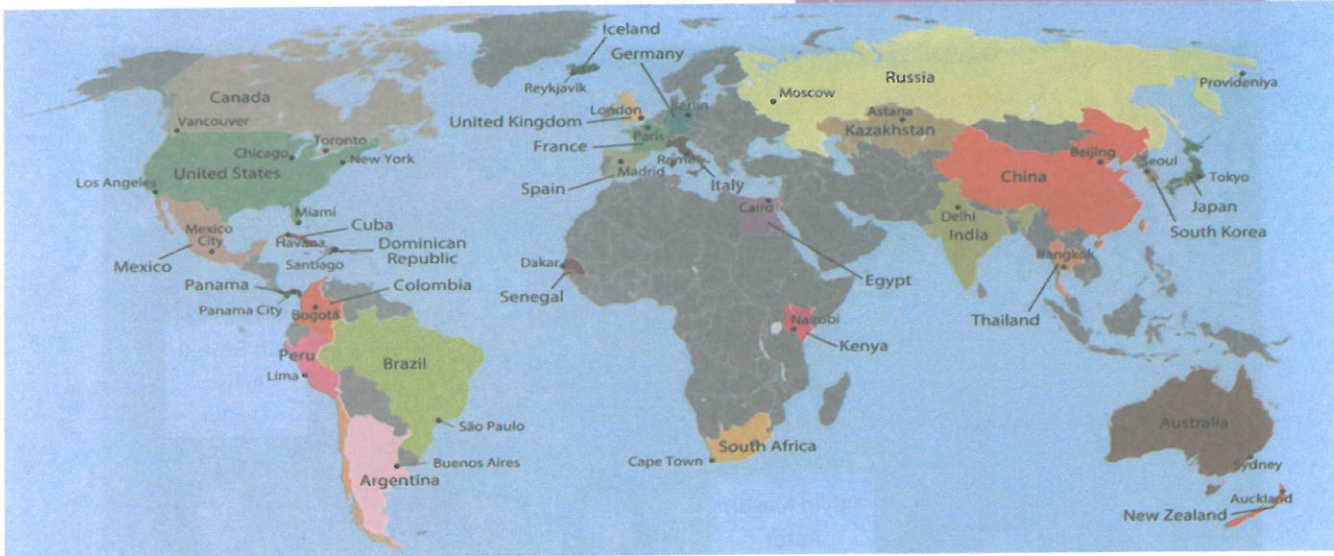 Iceland
Germany
Reykjavik
Russia
Provideniya
Moscow
Canada
London
Berlin
Astana
United Kingdom
Kazakhstan
Vancouver
Paris
Toronto
France
Chicago
New York
Rome
Beijing
Seoul
United States
Madrid
Italy
China
Tokyo
Los Angeles
Spain
Cairo
Japan
Miami
Delhi
Mexico
City
Cuba
India
South Korea
Havana
Dominican
Republic
Bangkok
Mexico
Santiago
Dakar
Egypt
Panama
Colombia
Senegal
Panama City
Bogotá
Thailand
Nairobi
Kenya
Peru
Brazil
Lima
Australia
São Paulo
South Africa
Buenos Aires
Cape Town
Sydney
Argentina
Auckland
New Zealand